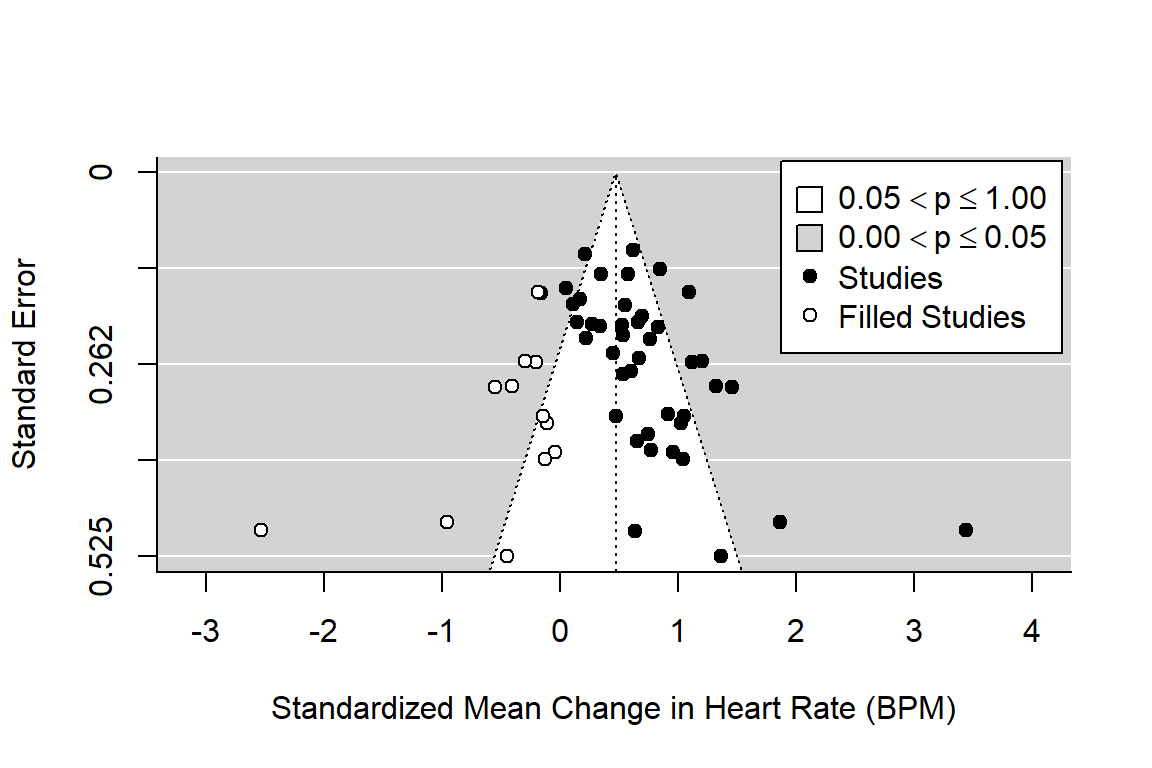 0.05 < p ≤ 1.00
0.00 < p ≤ 0.05
Studies
Filled Studies
Standard Error
0
0.262
0.525
-3 -2 -1 0 1 2 3 4
Standardized Mean Change in Heart Rate (BPM)